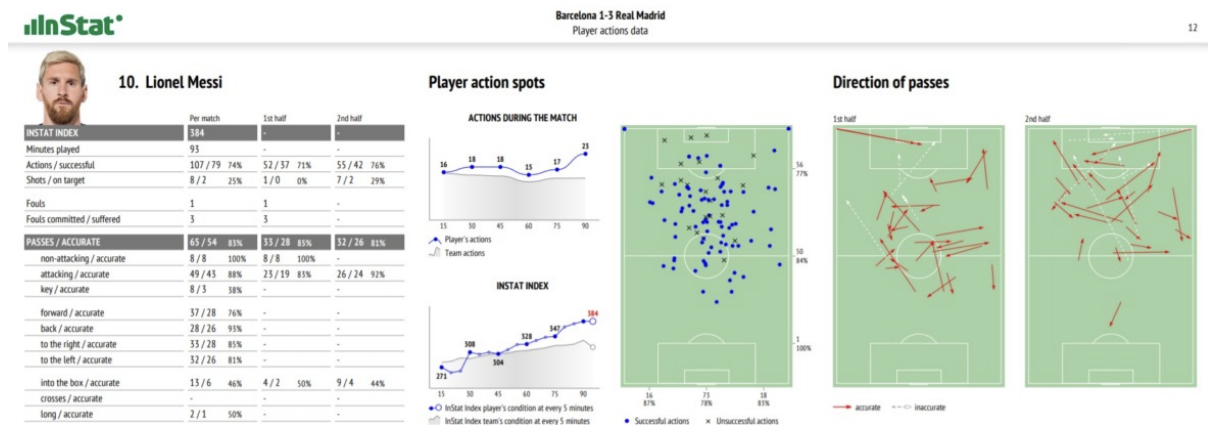 InStat
Barcelona 1-3 Real Madrid
Player actions data
12
10. Lionel Messi
Per match 1st half 2nd half
INSTAT INDEX 384 - -
Minutes played 93
Actions / successful 107 / 79 74% 52 / 37 71% 55 / 42 76%
Shots / on target 8 / 2 25% 1 / 0 0% 7 / 2 29%
Fouls 1 1 -
Fouls committed / suffered 3 3 -
PASSES / ACCURATE 65 / 54 83% 33 / 28 85% 32 / 26 81%
non-attacking / accurate 8 / 8 100% 8 / 8 100% -
attacking / accurate 49 / 43 88% 23 / 19 83% 26 / 24 92%
key / accurate 8 / 3 38% - -
forward / accurate 37 / 28 76% - -
back / accurate 28 / 26 93% - -
to the right / accurate 33 / 28 85% - -
to the left / accurate 32 / 26 81% - -
into the box / accurate 13 / 6 46% 4 / 2 50% 9 / 4 44%
crosses / accurate - - -
long / accurate 2 / 1 50% - -
Player action spots
ACTIONS DURING THE MATCH
16 18 18 15 17 23
15 30 45 60 75 90
Player's actions
Team actions
INSTAT INDEX
271 308 304 328 347 384
15 30 45 60 75 90
InStat Index player's condition at every 5 minutes
InStat Index team's condition at every 5 minutes
56
77%
50
84%
1
100%
16 73 18
87% 78% 83%
Successful actions Unsuccessful actions
Direction of passes
1st half 2nd half
accurate inaccurate